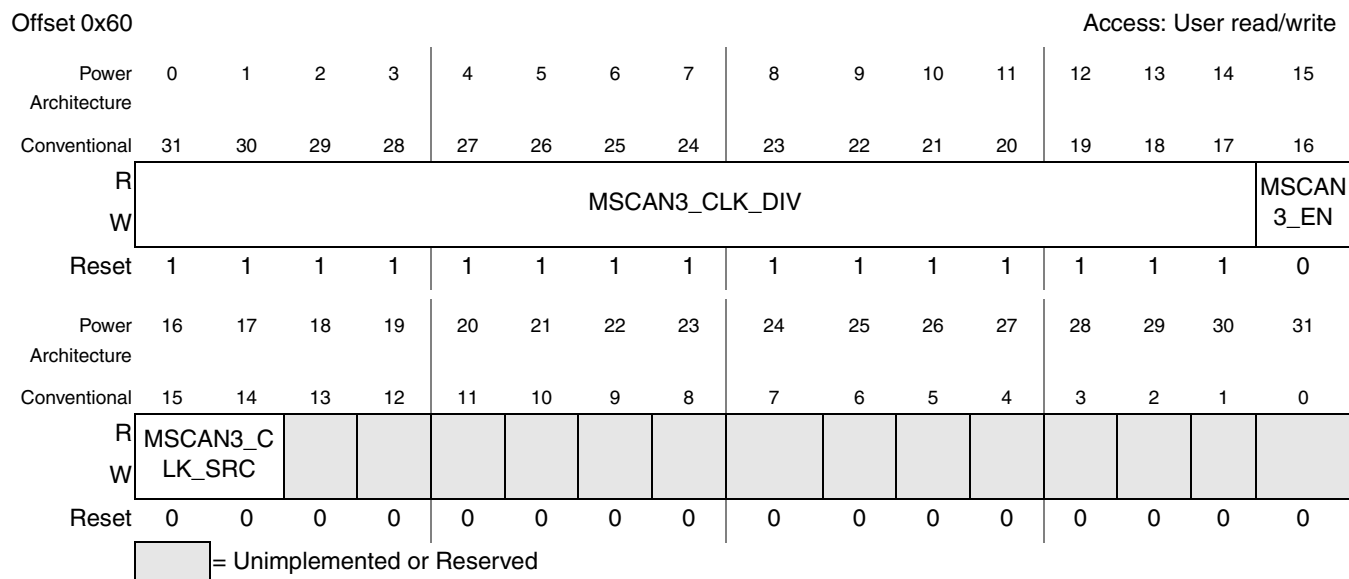 Offset 0x60 Access: User read/write
Power Architecture 0 1 2 3 4 5 6 7 8 9 10 11 12 13 14 15
Conventional 31 30 29 28 27 26 25 24 23 22 21 20 19 18 17 16
R
W
MSCAN3_CLK_DIV
MSCAN
3_EN
Reset 1 1 1 1 1 1 1 1 1 1 1 1 1 1 1 0
Power Architecture 16 17 18 19 20 21 22 23 24 25 26 27 28 29 30 31
Conventional 15 14 13 12 11 10 9 8 7 6 5 4 3 2 1 0
R
W
MSCAN3_C
LK_SRC
Reset 0 0 0 0 0 0 0 0 0 0 0 0 0 0 0 0
= Unimplemented or Reserved